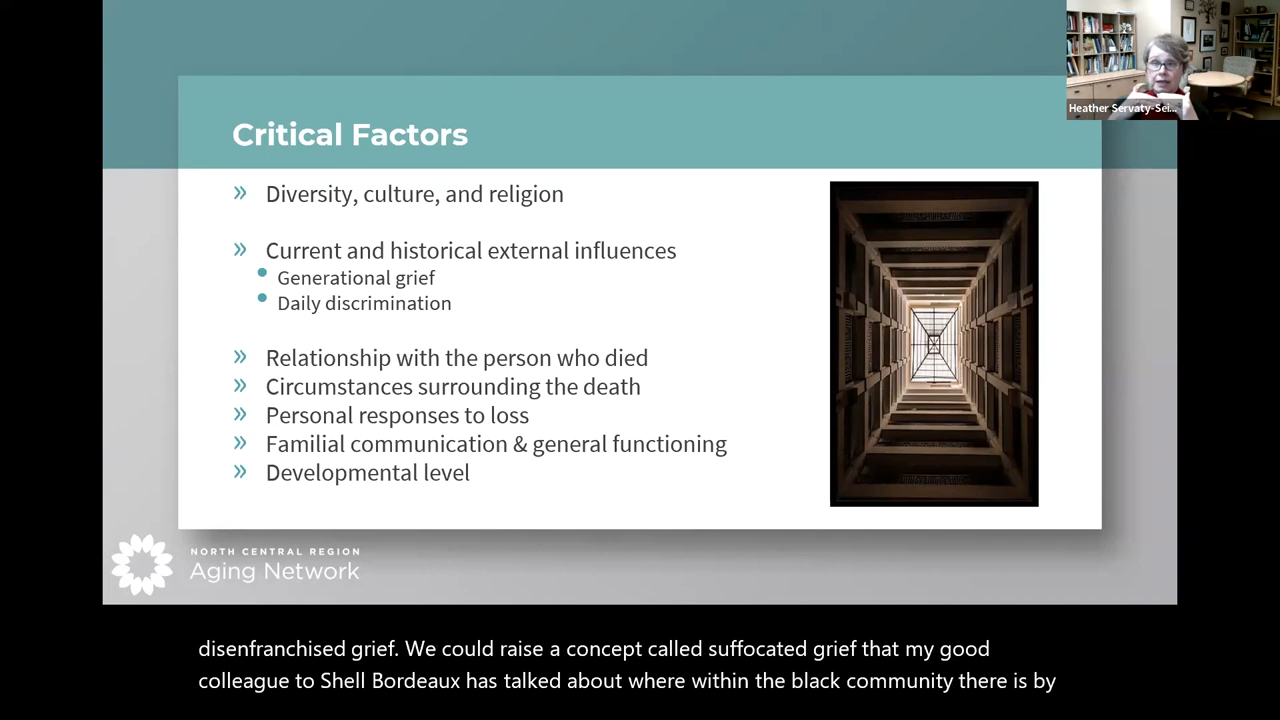 Heather Servaty-Sei...
Critical Factors
» Diversity, culture, and religion
» Current and historical external influences
• Generational grief
• Daily discrimination
» Relationship with the person who died
» Circumstances surrounding the death
» Personal responses to loss
» Familial communication & general functioning
» Developmental level
NORTH CENTRAL REGION
Aging Network
disenfranchised grief. We could raise a concept called suffocated grief that my good
colleague to Shell Bordeaux has talked about where within the black community there is by